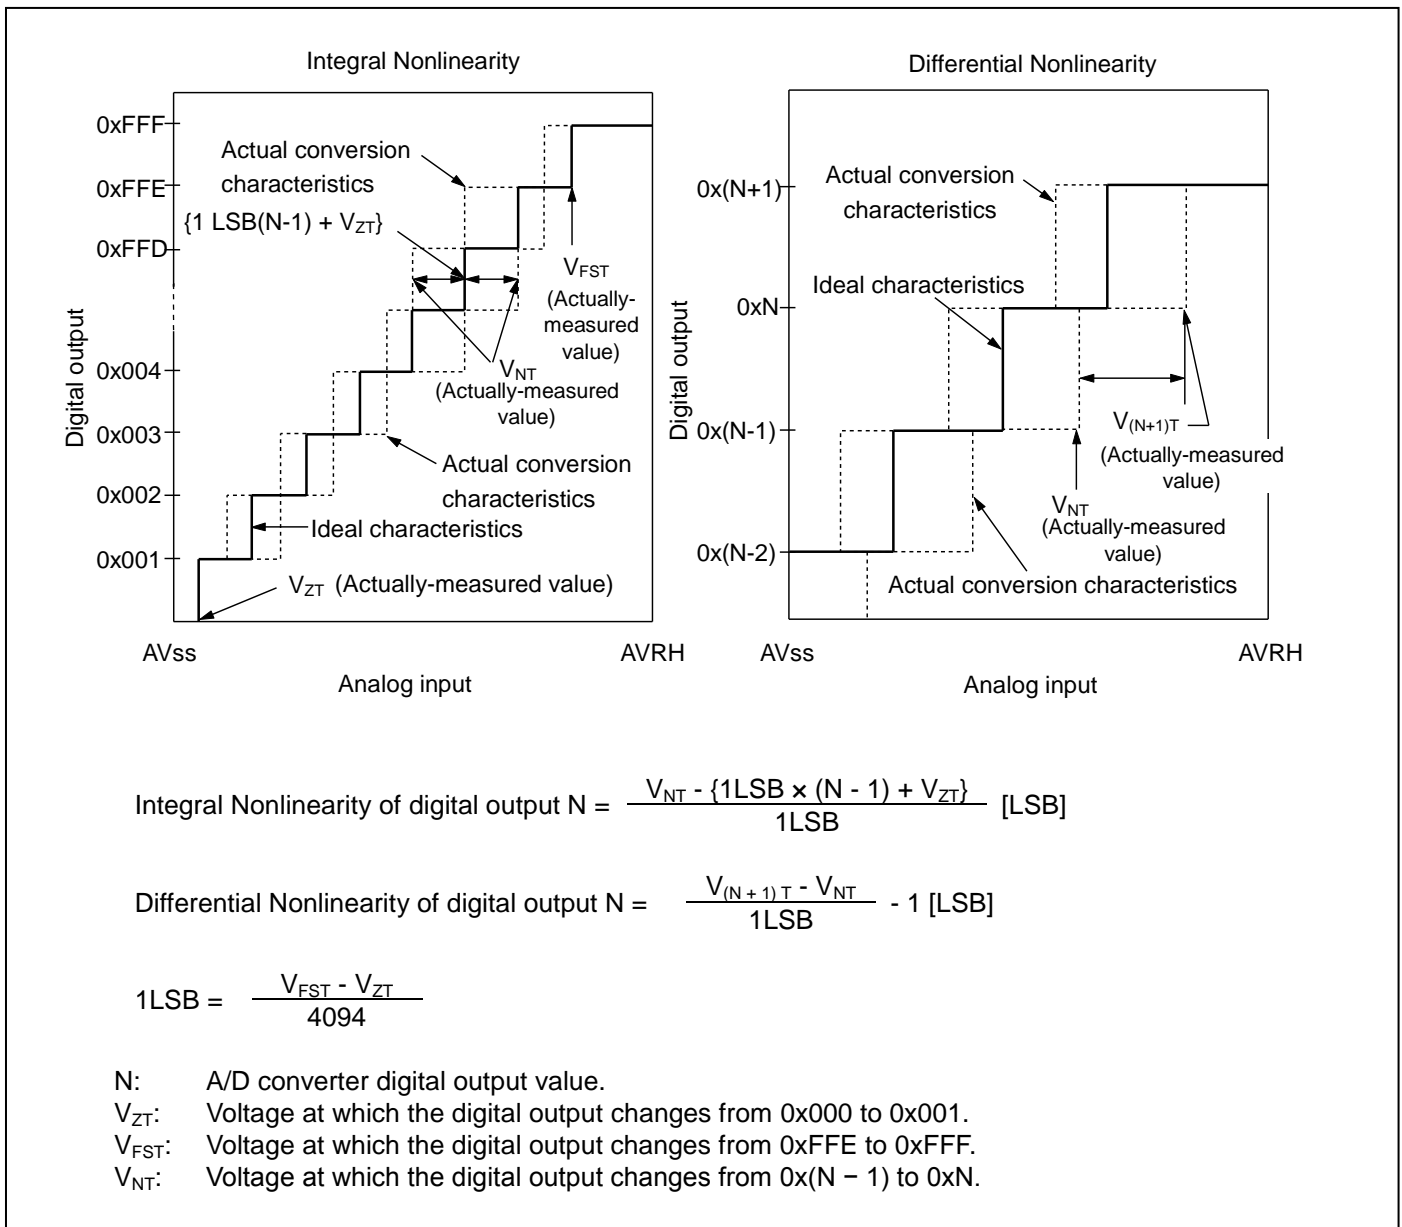 Integral Nonlinearity
0xFFF
0xFFE
0xFFD
0x004
0x003
0x002
0x001
Digital output
Actual conversion
characteristics
{1 LSB(N-1) + VZT}
VFST
(Actually-
measured
value)
VNT
(Actually-measured
value)
Actual conversion
characteristics
Ideal characteristics
VZT (Actually-measured value)
AVss
AVRH
Analog input
Differential Nonlinearity
0x(N+1)
0xN
0x(N-1)
0x(N-2)
Digital output
Actual conversion
characteristics
Ideal characteristics
V(N+1)T
(Actually-measured
value)
VNT
(Actually-measured
value)
Actual conversion characteristics
AVss
AVRH
Analog input
Integral Nonlinearity of digital output N = VNT - {1LSB × (N - 1) + VZT} / 1LSB [LSB]
Differential Nonlinearity of digital output N = V(N + 1) T - VNT / 1LSB - 1 [LSB]
1LSB = VFST - VZT / 4094
N: A/D converter digital output value.
VZT: Voltage at which the digital output changes from 0x000 to 0x001.
VFST: Voltage at which the digital output changes from 0xFFE to 0xFFF.
VNT: Voltage at which the digital output changes from 0x(N − 1) to 0xN.